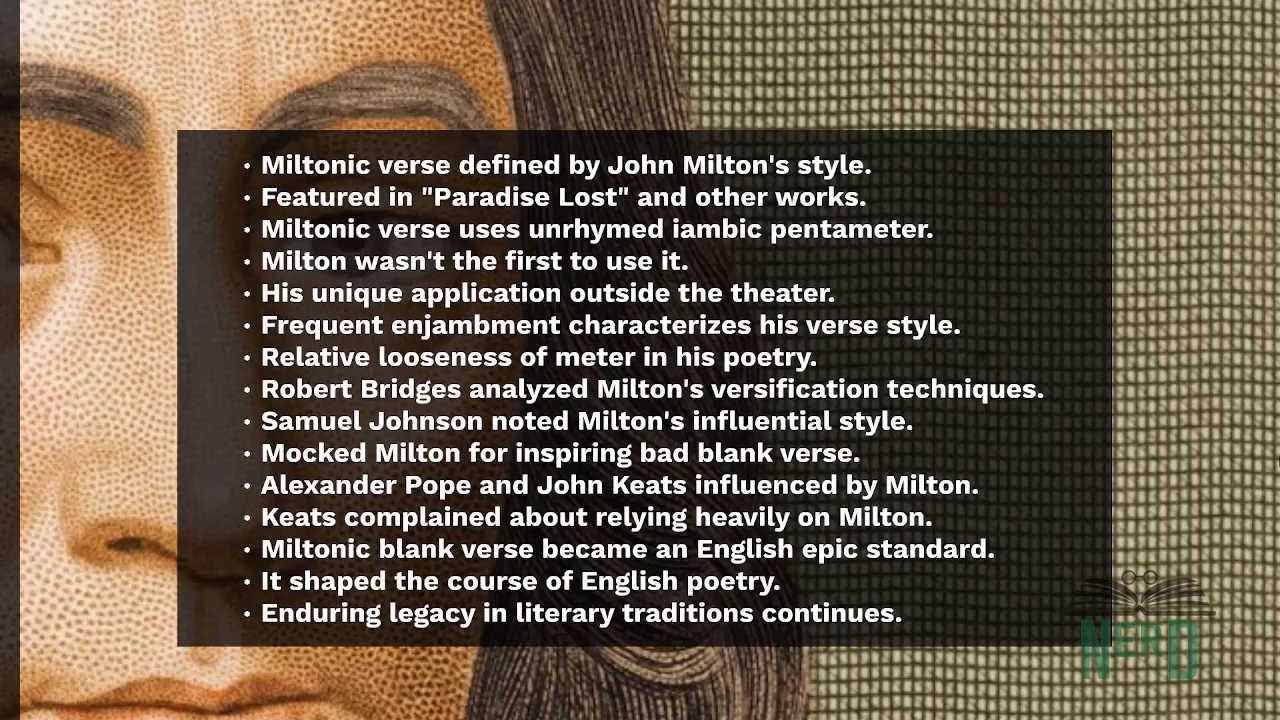 • Miltonic verse defined by John Milton's style.
• Featured in "Paradise Lost" and other works.
• Miltonic verse uses unrhymed iambic pentameter.
• Milton wasn't the first to use it.
• His unique application outside the theater.
• Frequent enjambment characterizes his verse style.
• Relative looseness of meter in his poetry.
• Robert Bridges analyzed Milton's versification techniques.
• Samuel Johnson noted Milton's influential style.
• Mocked Milton for inspiring bad blank verse.
• Alexander Pope and John Keats influenced by Milton.
• Keats complained about relying heavily on Milton.
• Miltonic blank verse became an English epic standard.
• It shaped the course of English poetry.
• Enduring legacy in literary traditions continues.
NERD